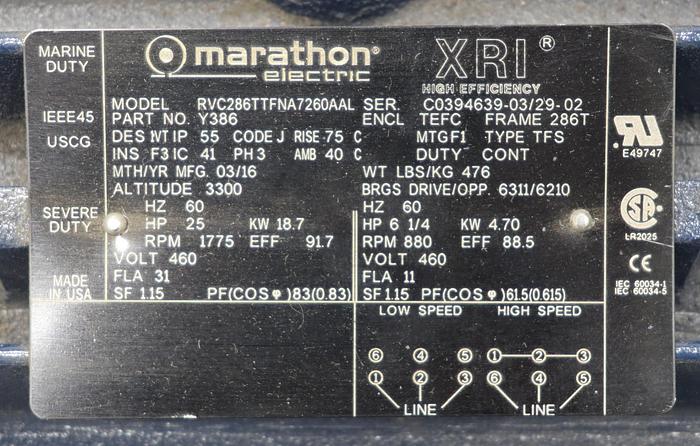 MARINE DUTY
IEEE45
USCG
SEVERE DUTY
MADE IN USA
marathon®
electric
XRI®
HIGH EFFICIENCY
MODEL RVC286TTFNA7260AAL SER. C0394639-03/29-02
PART NO. Y386 ENCL TEFC FRAME 286T
DES 1VT IP 55 CODE J RISE 75 C MTG F1 TYPE TFS
INS F3 IC 41 PH 3 AMB 40 C DUTY CONT
MTH/YR MFG. 03/16 WT LBS/KG 476
ALTITUDE 3300 BRGS DRIVE/OPP. 6311/6210
HZ 60 HZ 60
HP 25 KW 18.7 HP 6 1/4 KW 4.70
RPM 1775 EFF 91.7 RPM 880 EFF 88.5
VOLT 460 VOLT 460
FLA 31 FLA 11
SF 1.15 PF(COS φ)83(0.83) SF 1.15 PF(COS φ)61.5(0.615)
LOW SPEED HIGH SPEED
6 4 5 1 2 3
1 2 3 6 4 5
LINE LINE
RU
E49747
SA
LR2025
CE
IEC 60034-1
IEC 60034-5